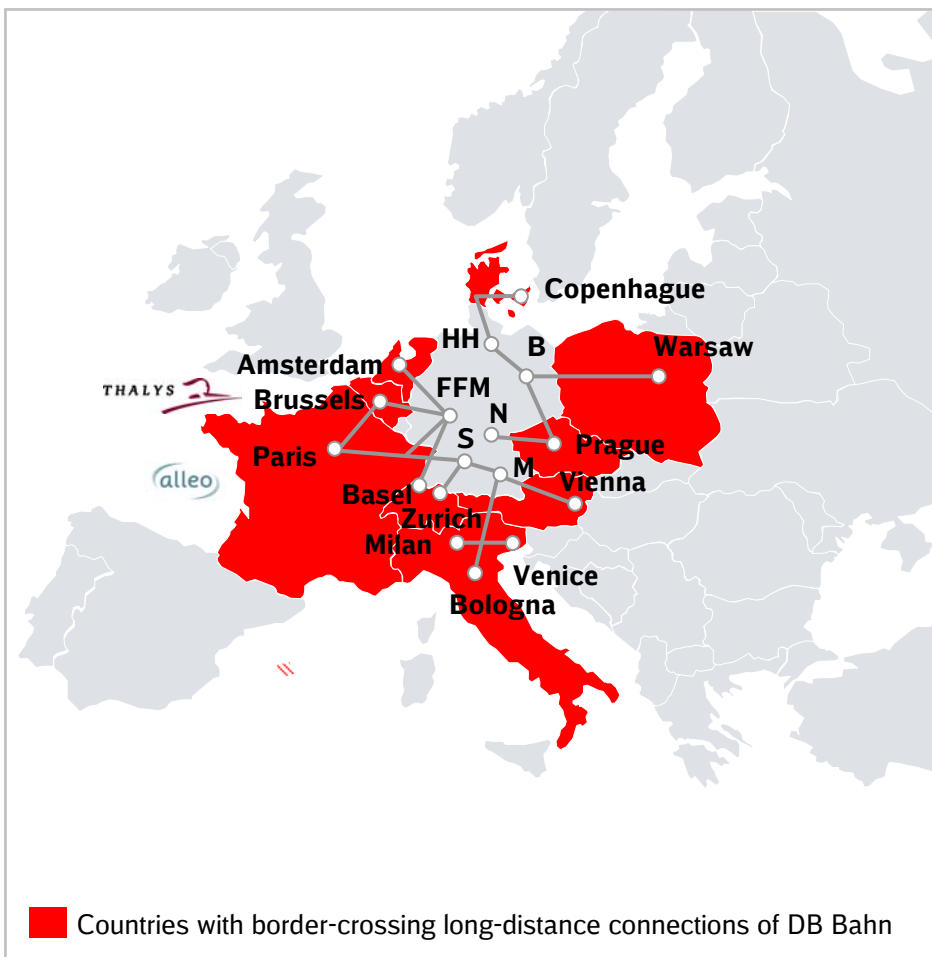 Copenhague
HH
B
Warsaw
Amsterdam
THALYS
FFM
Brussels
N
S
Prague
Paris
M
alleo
Vienna
Basel
Zurich
Milan
Venice
Bologna
Countries with border-crossing long-distance connections of DB Bahn